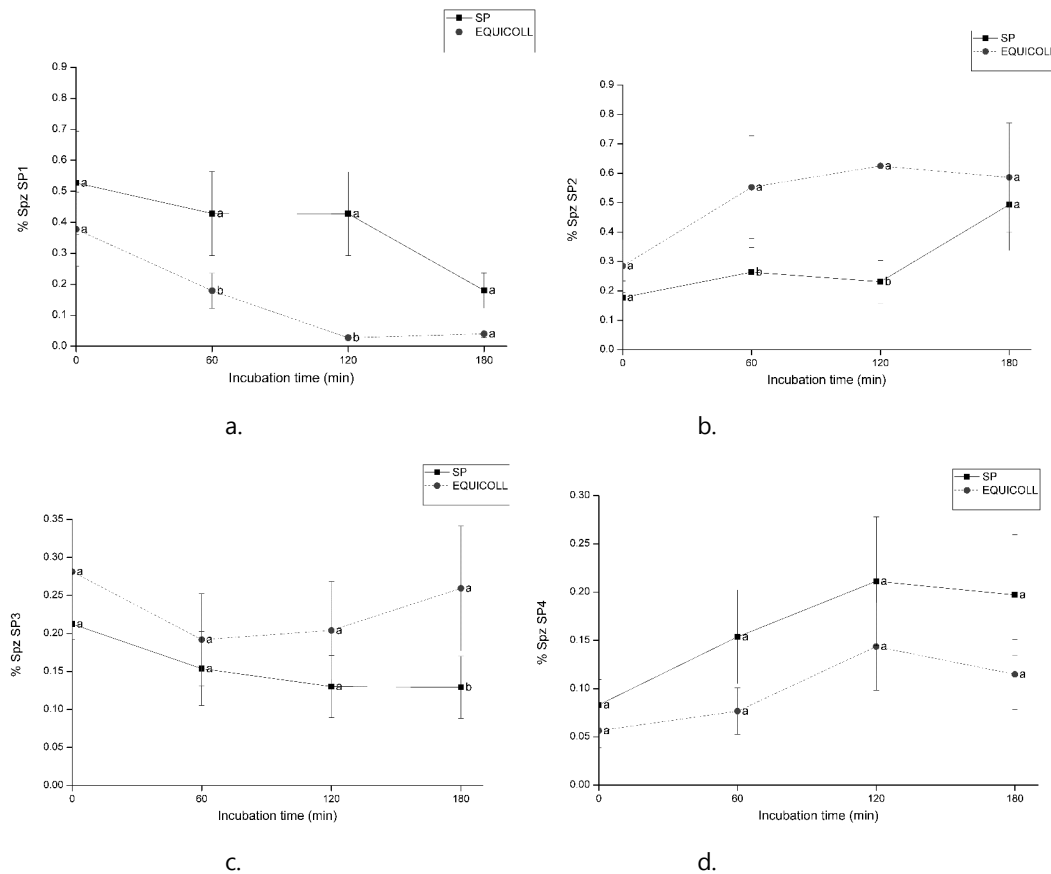 SP
EQUICOLL
0.9
0.8
0.7
0.6
0.5
0.4
0.3
0.2
0.1
0.0
% Spz SP1
a
a
a
a
a
b
b
a
0
60
120
180
Incubation time (min)
a.
SP
EQUICOLL
0.9
0.8
0.7
0.6
0.5
0.4
0.3
0.2
0.1
0.0
% Spz SP2
a
a
a
a
a
b
b
a
0
60
120
180
Incubation time (min)
b.
SP
EQUICOLL
0.35
0.30
0.25
0.20
0.15
0.10
0.05
0.00
% Spz SP3
a
a
a
a
a
a
a
b
0
60
120
180
Incubation time (min)
c.
SP
EQUICOLL
0.30
0.25
0.20
0.15
0.10
0.05
0.00
% Spz SP4
a
a
a
a
a
a
a
a
0
60
120
180
Incubation time (min)
d.